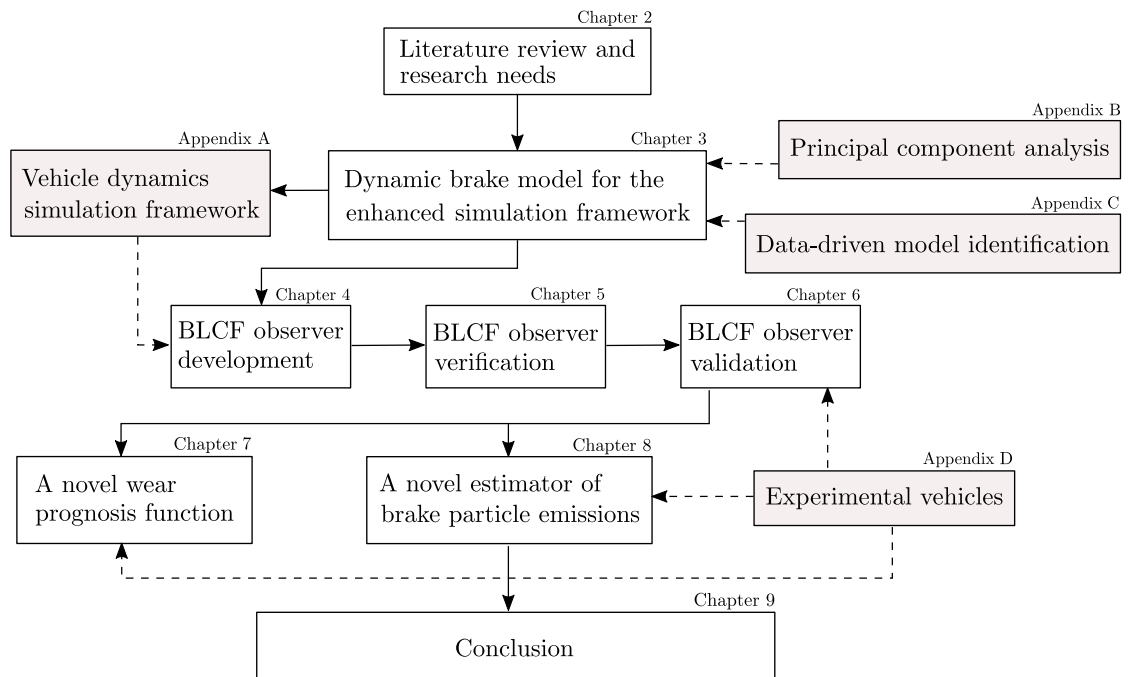 Chapter 2
Literature review and
research needs
Appendix A
Vehicle dynamics
simulation framework
Chapter 3
Dynamic brake model for the
enhanced simulation framework
Appendix B
Principal component analysis
Appendix C
Data-driven model identification
Chapter 4
BLCF observer
development
Chapter 5
BLCF observer
verification
Chapter 6
BLCF observer
validation
Chapter 7
A novel wear
prognosis function
Chapter 8
A novel estimator of
brake particle emissions
Appendix D
Experimental vehicles
Chapter 9
Conclusion